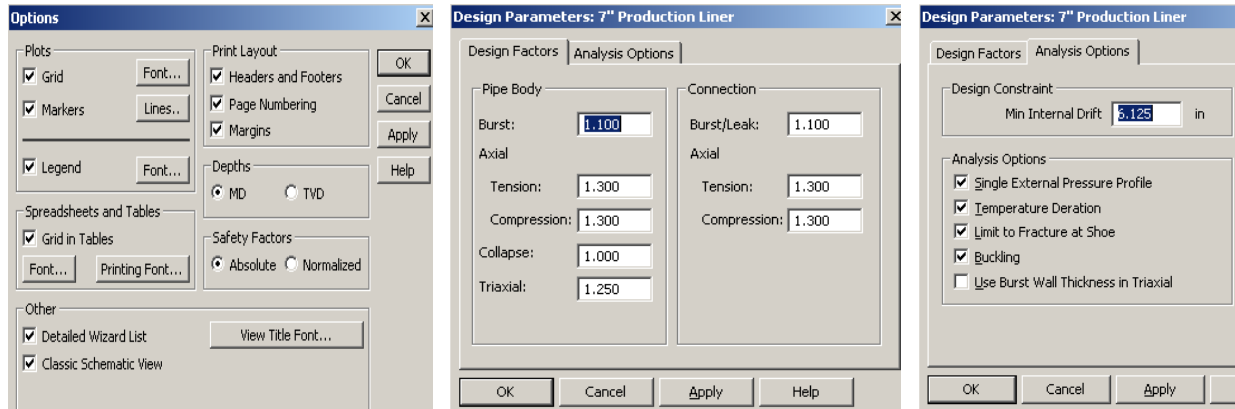 Options
Plots
Grid
Font...
Markers
Lines..
Legend
Font...
Spreadsheets and Tables
Grid in Tables
Font...
Printing Font...
Other
Detailed Wizard List
View Title Font...
Classic Schematic View
Print Layout
Headers and Footers
Page Numbering
Margins
Depths
MD
TVD
Safety Factors
Absolute
Normalized
OK
Cancel
Apply
Help
Design Parameters: 7" Production Liner
Design Factors
Analysis Options
Pipe Body
Burst: 1.100
Axial
Tension: 1.300
Compression: 1.300
Collapse: 1.000
Triaxial: 1.250
Connection
Burst/Leak: 1.100
Axial
Tension: 1.300
Compression: 1.300
OK
Cancel
Apply
Help
Design Parameters: 7" Production Liner
Design Factors
Analysis Options
Design Constraint
Min Internal Drift 6.125 in
Analysis Options
Single External Pressure Profile
Temperature Deration
Limit to Fracture at Shoe
Buckling
Use Burst Wall Thickness in Triaxial
OK
Cancel
Apply